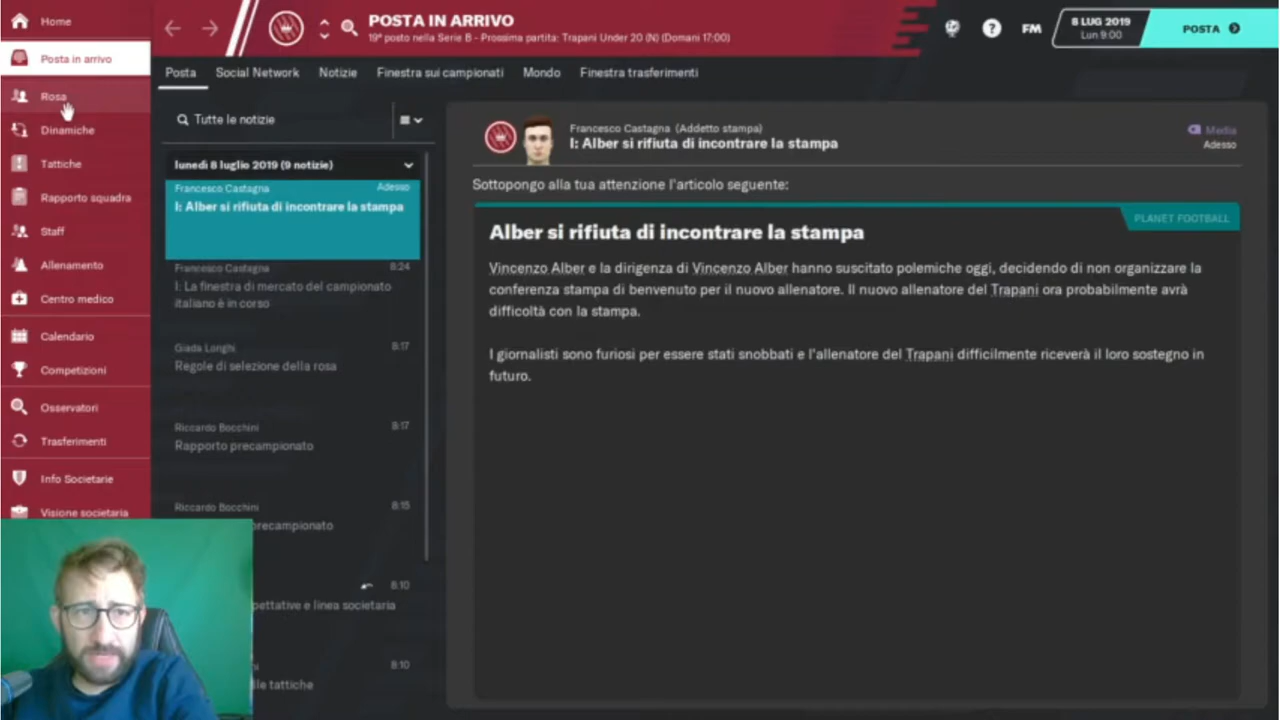 Home
Posta in arrivo
Rosa
Dinamiche
Tattiche
Rapporto squadra
Staff
Allenamento
Centro medico
Calendario
Competizioni
Osservatori
Trasferimenti
Info Societarie
Visione societaria
POSTA IN ARRIVO
19° posto nella Serie B - Prossima partita: Trapani Under 20 (N) (Domani 17:00)
FM
8 LUG 2019
Lun 9:00
POSTA
Posta
Social Network
Notizie
Finestra sui campionati
Mondo
Finestra trasferimenti
Tutte le notizie
lunedì 8 luglio 2019 (9 notizie)
Francesco Castagna Adesso
I: Alber si rifiuta di incontrare la stampa
Francesco Castagna 8:24
I: La finestra di mercato del campionato
italiano è in corso
Giada Longhi 8:17
Regole di selezione della rosa
Riccardo Bocchini 8:17
Rapporto precampionato
Riccardo Bocchini 8:15
precampionato
8:10
pettative e linea societaria
8:10
lle tattiche
Francesco Castagna (Addetto stampa)
I: Alber si rifiuta di incontrare la stampa
Media
Adesso
Sottopongo alla tua attenzione l'articolo seguente:
PLANET FOOTBALL
Alber si rifiuta di incontrare la stampa
Vincenzo Alber e la dirigenza di Vincenzo Alber hanno suscitato polemiche oggi, decidendo di non organizzare la
conferenza stampa di benvenuto per il nuovo allenatore. Il nuovo allenatore del Trapani ora probabilmente avrà
difficoltà con la stampa.
I giornalisti sono furiosi per essere stati snobbati e l'allenatore del Trapani difficilmente riceverà il loro sostegno in
futuro.